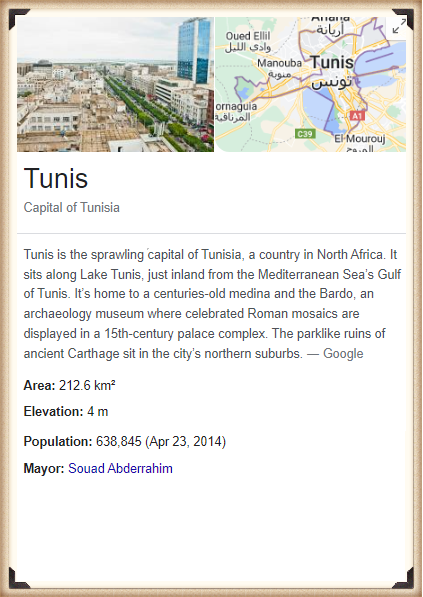 Ariana
أريانة
Oued Ellil
وادي الليل
Manouba
منوبة
Tunis
تونس
ornaguia
المرناقية
A1
C39
El Mourouj
المروج
Tunis
Capital of Tunisia
Tunis is the sprawling capital of Tunisia, a country in North Africa. It
sits along Lake Tunis, just inland from the Mediterranean Sea’s Gulf
of Tunis. It’s home to a centuries-old medina and the Bardo, an
archaeology museum where celebrated Roman mosaics are
displayed in a 15th-century palace complex. The parklike ruins of
ancient Carthage sit in the city’s northern suburbs. — Google
Area: 212.6 km²
Elevation: 4 m
Population: 638,845 (Apr 23, 2014)
Mayor: Souad Abderrahim